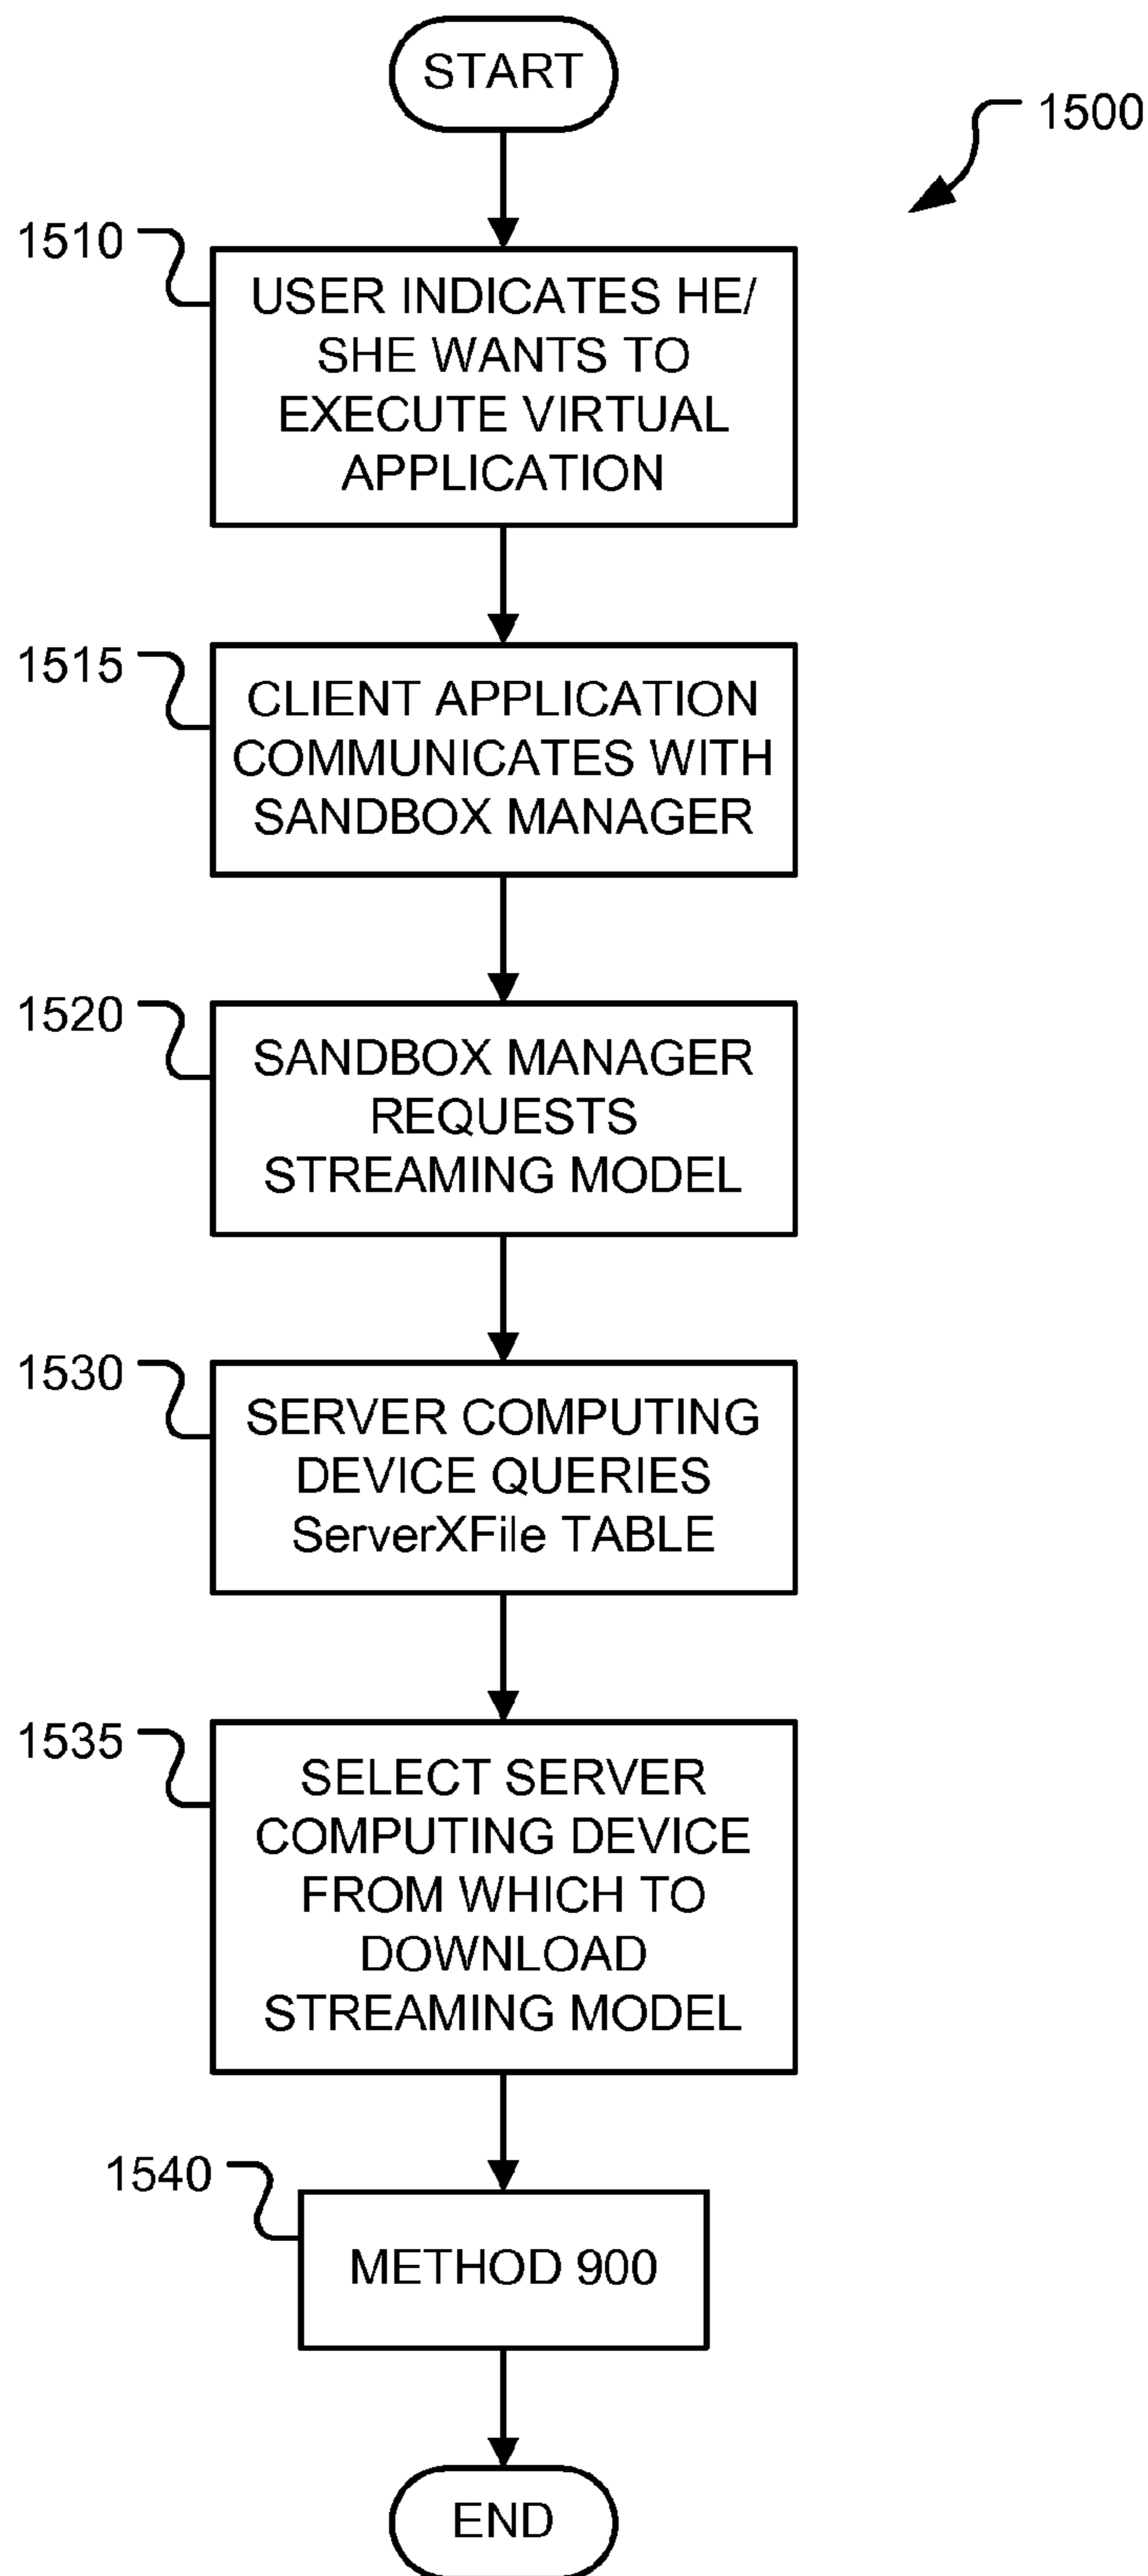 START
1500
1510
USER INDICATES HE/
SHE WANTS TO
EXECUTE VIRTUAL
APPLICATION
1515
CLIENT APPLICATION
COMMUNICATES WITH
SANDBOX MANAGER
1520
SANDBOX MANAGER
REQUESTS
STREAMING MODEL
1530
SERVER COMPUTING
DEVICE QUERIES
ServerXFile TABLE
1535
SELECT SERVER
COMPUTING DEVICE
FROM WHICH TO
DOWNLOAD
STREAMING MODEL
1540
METHOD 900
END